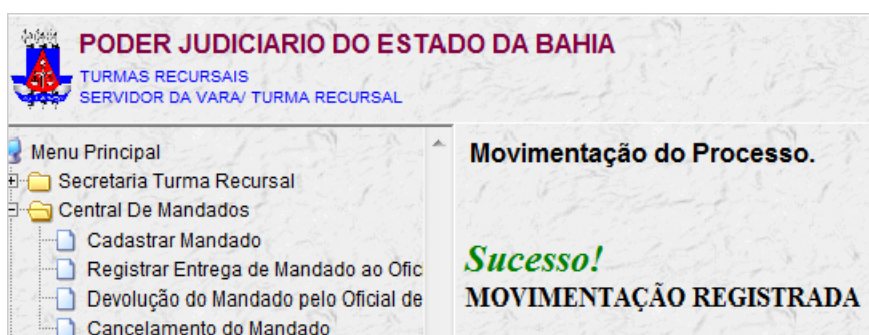 PODER JUDICIARIO DO ESTADO DA BAHIA
TURMAS RECURSAIS
SERVIDOR DA VARA/ TURMA RECURSAL
Menu Principal
Secretaria Turma Recursal
Central De Mandados
Cadastrar Mandado
Registrar Entrega de Mandado ao Ofic
Devolução do Mandado pelo Oficial de
Cancelamento do Mandado
Movimentação do Processo.
Sucesso!
MOVIMENTAÇÃO REGISTRADA